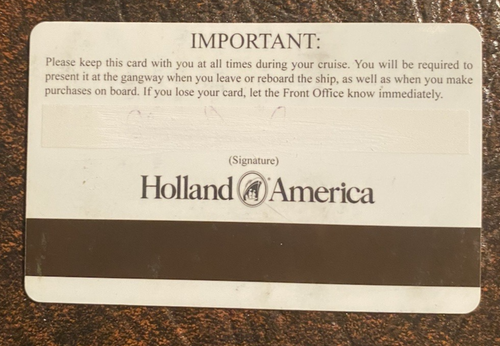 IMPORTANT:
Please keep this card with you at all times during your cruise. You will be required to
present it at the gangway when you leave or reboard the ship, as well as when you make
purchases on board. If you lose your card, let the Front Office know immediately.
(Signature)
Holland America